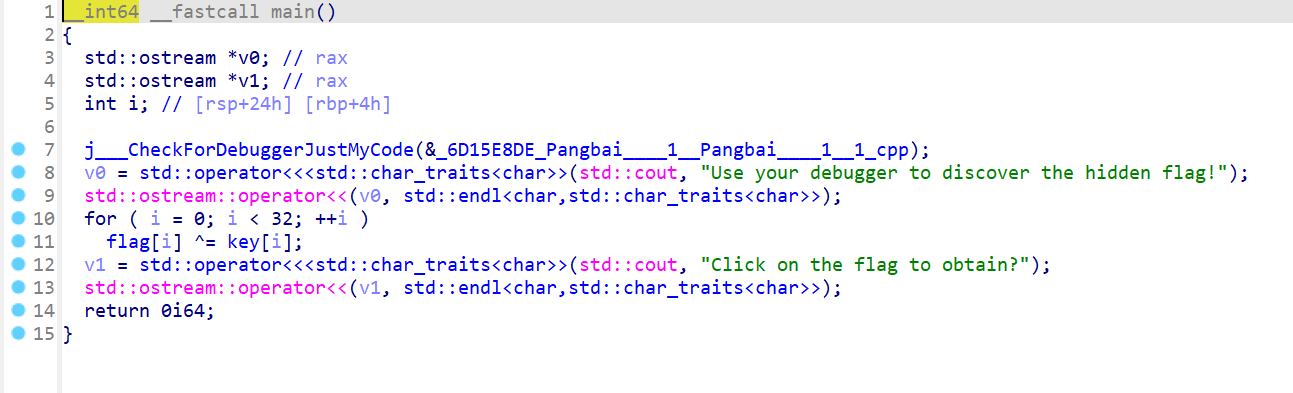 1 __int64 __fastcall main()
2 {
3 std::ostream *v0; // rax
4 std::ostream *v1; // rax
5 int i; // [rsp+24h] [rbp+4h]
6
7 j___CheckForDebuggerJustMyCode(&_6D15E8DE_Pangbai____1__Pangbai____1__1_cpp);
8 v0 = std::operator<<<std::char_traits<char>>(std::cout, "Use your debugger to discover the hidden flag!");
9 std::ostream::operator<<(v0, std::endl<char,std::char_traits<char>>);
10 for ( i = 0; i < 32; ++i )
11 flag[i] ^= key[i];
12 v1 = std::operator<<<std::char_traits<char>>(std::cout, "Click on the flag to obtain?");
13 std::ostream::operator<<(v1, std::endl<char,std::char_traits<char>>);
14 return 0i64;
15 }